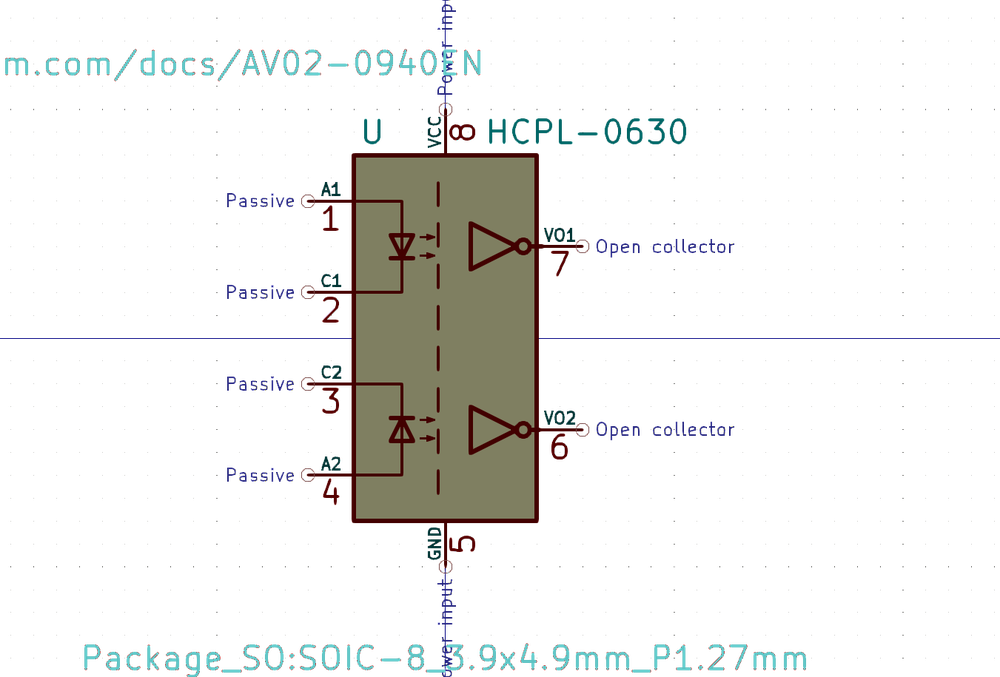 Power inpu
m.com/docs/AV02-0940EN
U VCC 8 HCPL-0630
Passive A1 1
VO1 7 Open collector
Passive C1 2
Passive C2 3
VO2 6 Open collector
Passive A2 4
GND 5
ower input
Package_SO:SOIC-8_3.9x4.9mm_P1.27mm